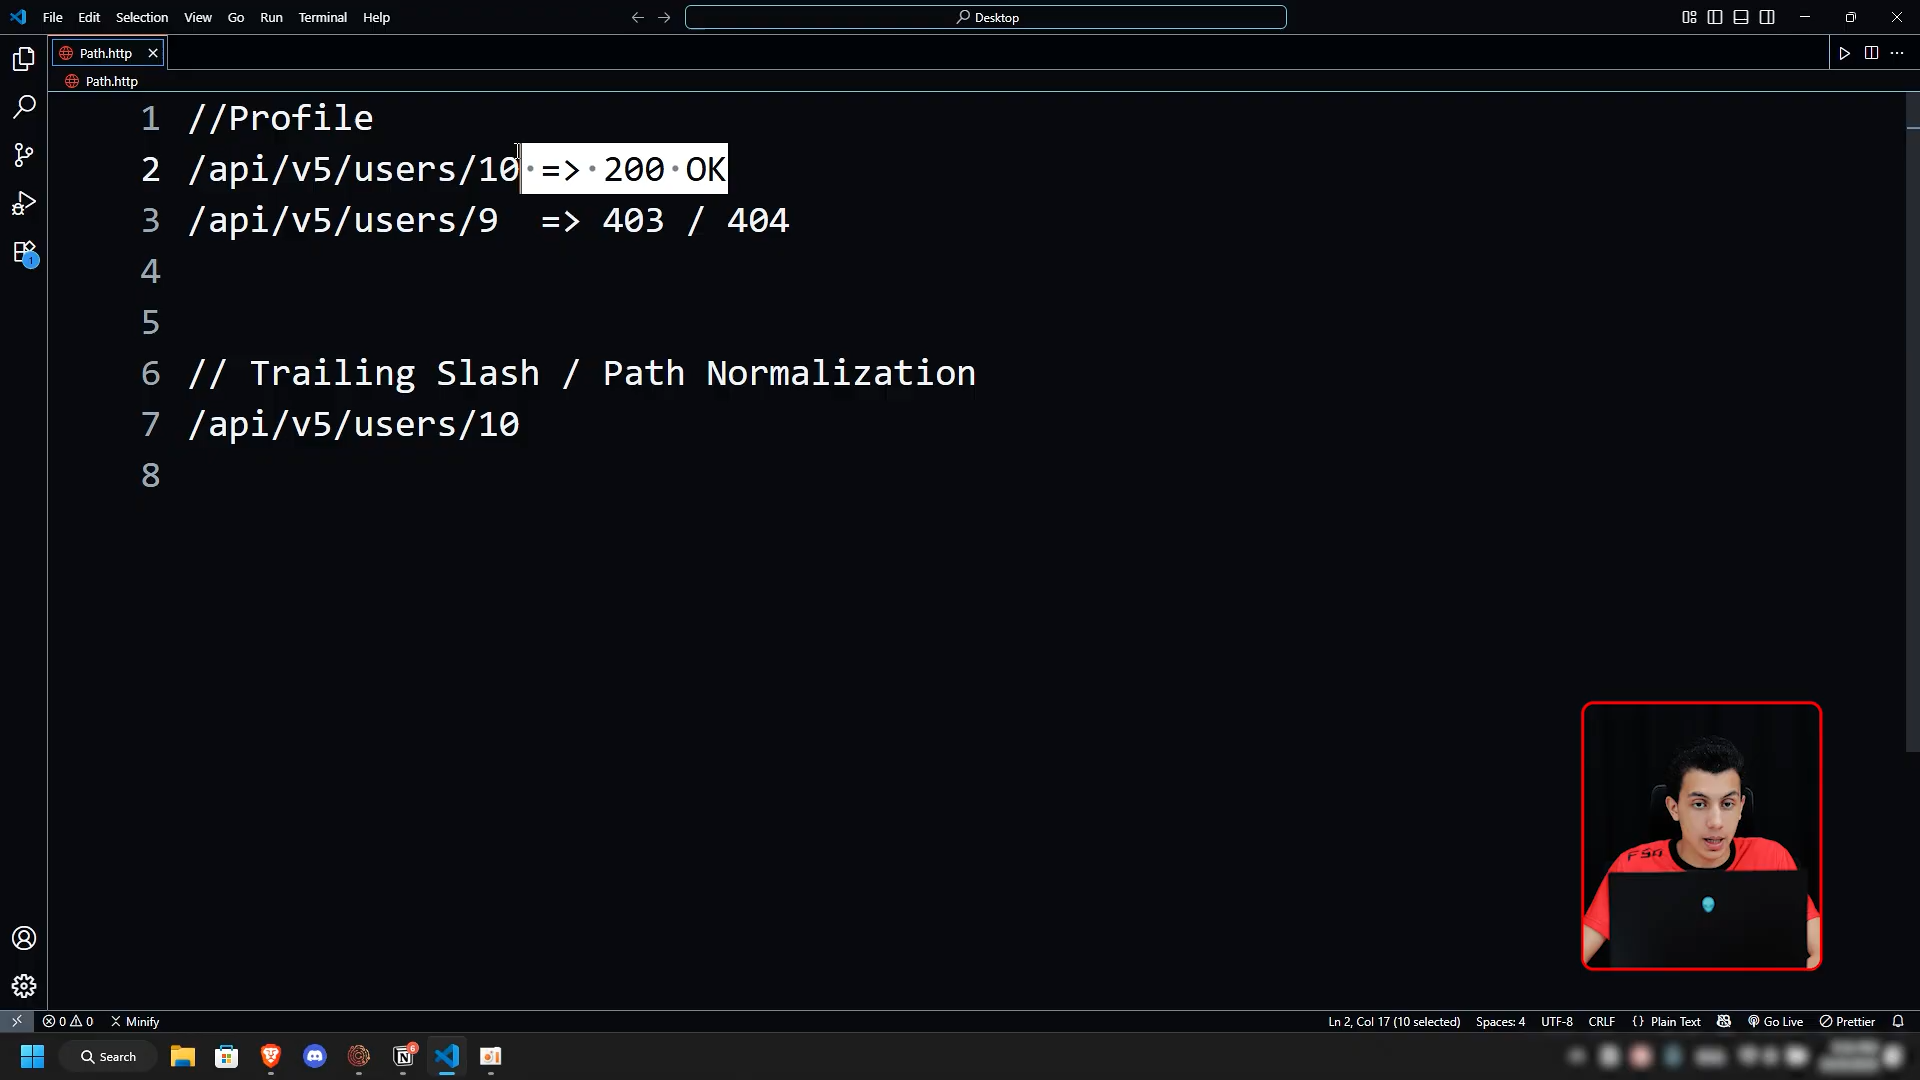 File Edit Selection View Go Run Terminal Help
Desktop
Path.http
Path.http
1 //Profile
2 /api/v5/users/10 => 200 OK
3 /api/v5/users/9  => 403 / 404
4
5
6 // Trailing Slash / Path Normalization
7 /api/v5/users/10
8
1
FSA
0 0 Minify
Ln 2, Col 17 (10 selected) Spaces: 4 UTF-8 CRLF {} Plain Text Go Live Prettier
Search
6